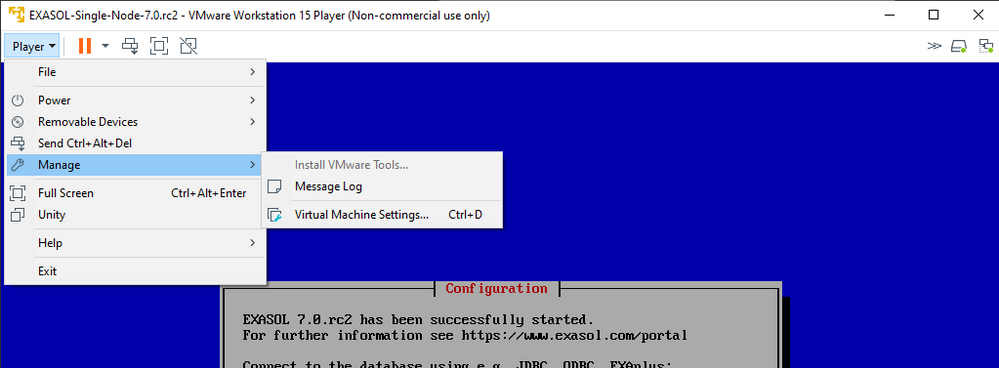 EXASOL-Single-Node-7.0.rc2 - VMware Workstation 15 Player (Non-commercial use only)
Player
File
Power
Removable Devices
Send Ctrl+Alt+Del
Manage
Install VMware Tools...
Message Log
Full Screen Ctrl+Alt+Enter
Unity
Virtual Machine Settings... Ctrl+D
Help
Exit
Configuration
EXASOL 7.0.rc2 has been successfully started.
For further information see https://www.exasol.com/portal
Connect to the database using e.g. JDBC, ODBC, EXAplus: